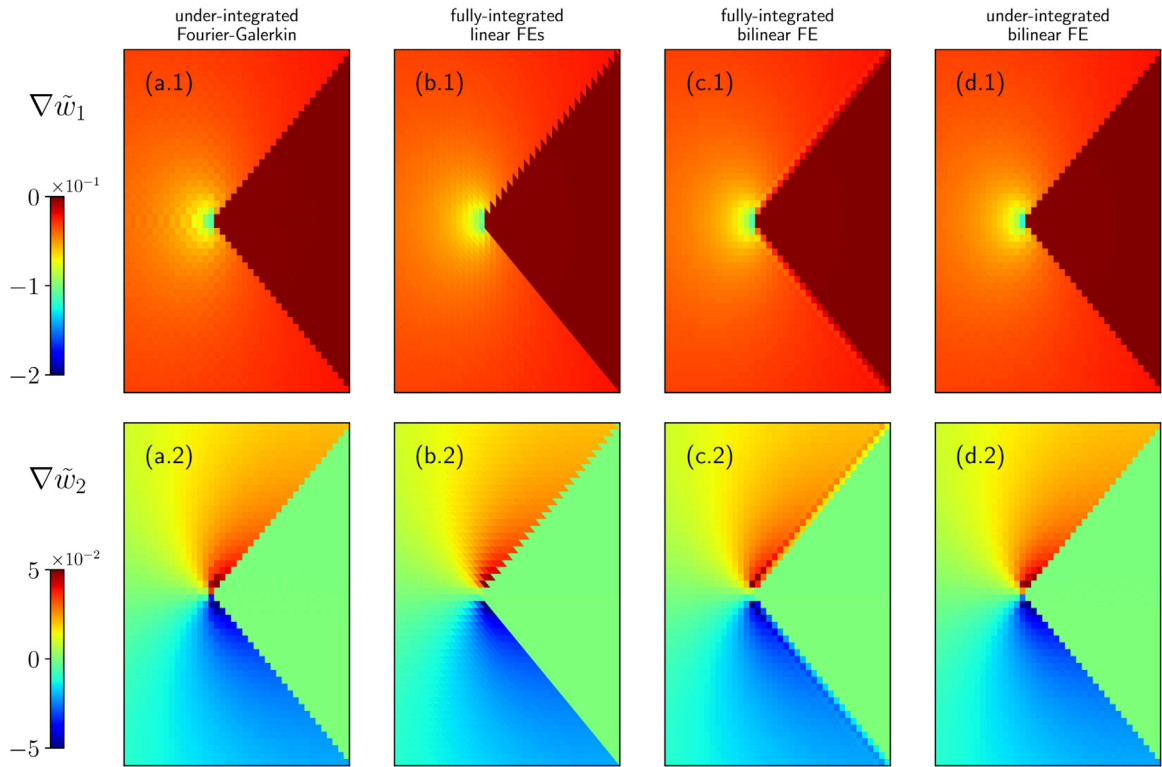 under-integrated
Fourier-Galerkin
fully-integrated
linear FEs
fully-integrated
bilinear FE
under-integrated
bilinear FE
(a.1)
(b.1)
(c.1)
(d.1)
∇w̃₁
×10⁻¹
0
−1
−2
(a.2)
(b.2)
(c.2)
(d.2)
∇w̃₂
×10⁻²
5
0
−5